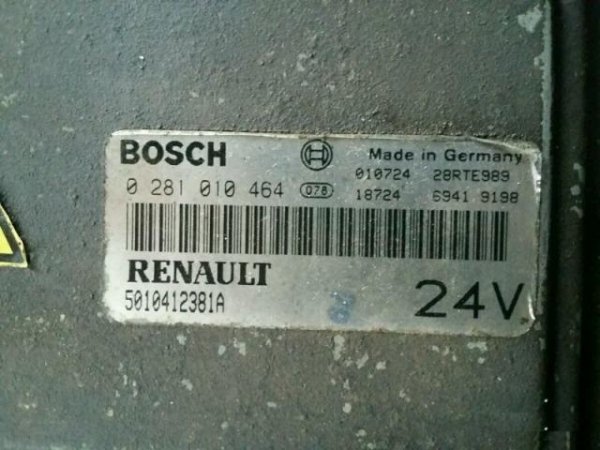 BOSCH Made in Germany
010724 28RTE989
0 281 010 464 078 18724 6941 9198
RENAULT
5010412381A
24V